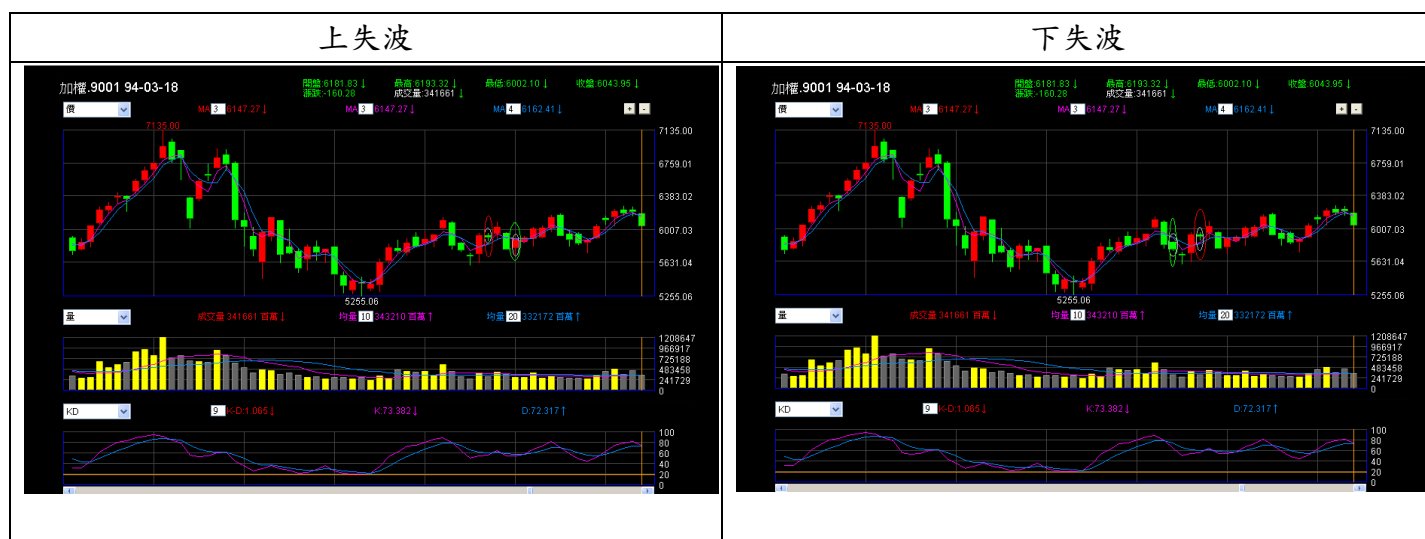 上失波
下失波
加權.9001 94-03-18
開盤:6181.83↓ 最高:6193.32↓ 最低:6002.10↓ 收盤:6043.95↓
漲跌:-160.28 成交量:341661↓
價 MA 3 6147.27↓ MA 3 6147.27↓ MA 4 6162.41↓ + -
7135.00
7135.00
6759.01
6383.02
6007.03
5631.04
5255.06
5255.06
量 成交量 341661 百萬↓ 均量 10 343210 百萬↑ 均量 20 332172 百萬↑
1208647
966917
725188
483458
241729
0
KD 9 K-D:1.065↓ K:73.382↓ D:72.317↑
100
80
60
40
20
0
加權.9001 94-03-18
開盤:6181.83↓ 最高:6193.32↓ 最低:6002.10↓ 收盤:6043.95↓
漲跌:-160.28 成交量:341661↓
價 MA 3 6147.27↓ MA 3 6147.27↓ MA 4 6162.41↓ + -
7135.00
7135.00
6759.01
6383.02
6007.03
5631.04
5255.06
5255.06
量 成交量 341661 百萬↓ 均量 10 343210 百萬↑ 均量 20 332172 百萬↑
1208647
966917
725188
483458
241729
0
KD 9 K-D:1.065↓ K:73.382↓ D:72.317↑
100
80
60
40
20
0